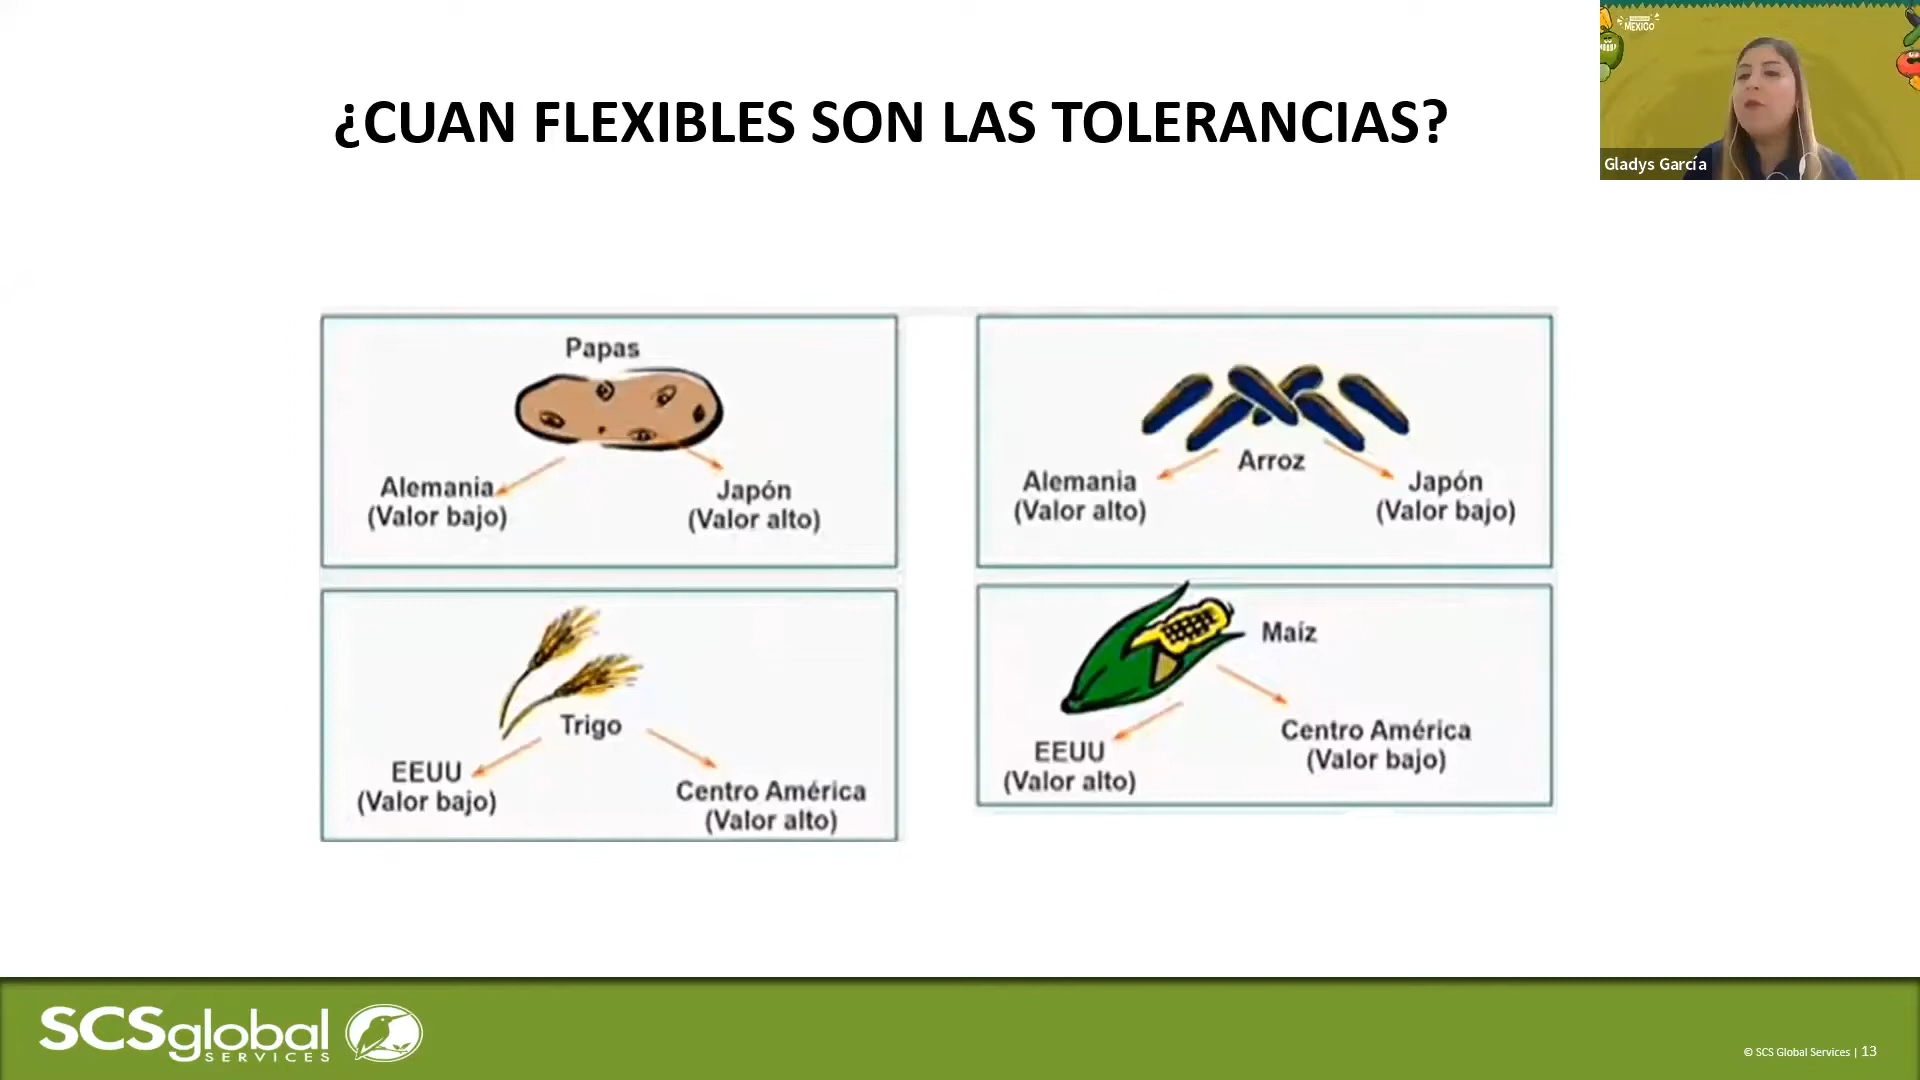 MEXICO
Gladys García
¿CUAN FLEXIBLES SON LAS TOLERANCIAS?
Papas
Alemania
(Valor bajo)
Japón
(Valor alto)
Arroz
Alemania
(Valor alto)
Japón
(Valor bajo)
Trigo
EEUU
(Valor bajo)
Centro América
(Valor alto)
Maíz
EEUU
(Valor alto)
Centro América
(Valor bajo)
SCSglobal
SERVICES
© SCS Global Services | 13